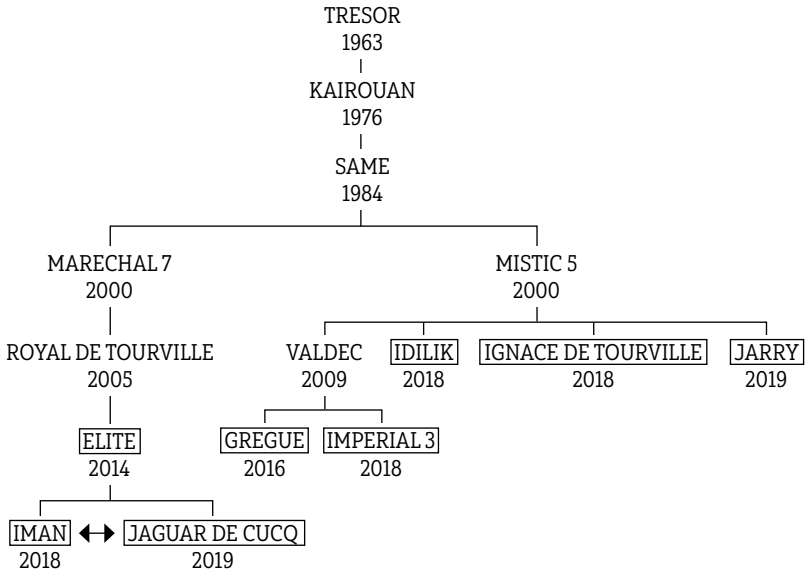 TRESOR
1963
KAIROUAN
1976
SAME
1984
MARECHAL 7
2000
MISTIC 5
2000
ROYAL DE TOURVILLE
2005
VALDEC
2009
IDILIK
2018
IGNACE DE TOURVILLE
2018
JARRY
2019
ELITE
2014
GREGUE
2016
IMPERIAL 3
2018
IMAN
2018
JAGUAR DE CUCQ
2019